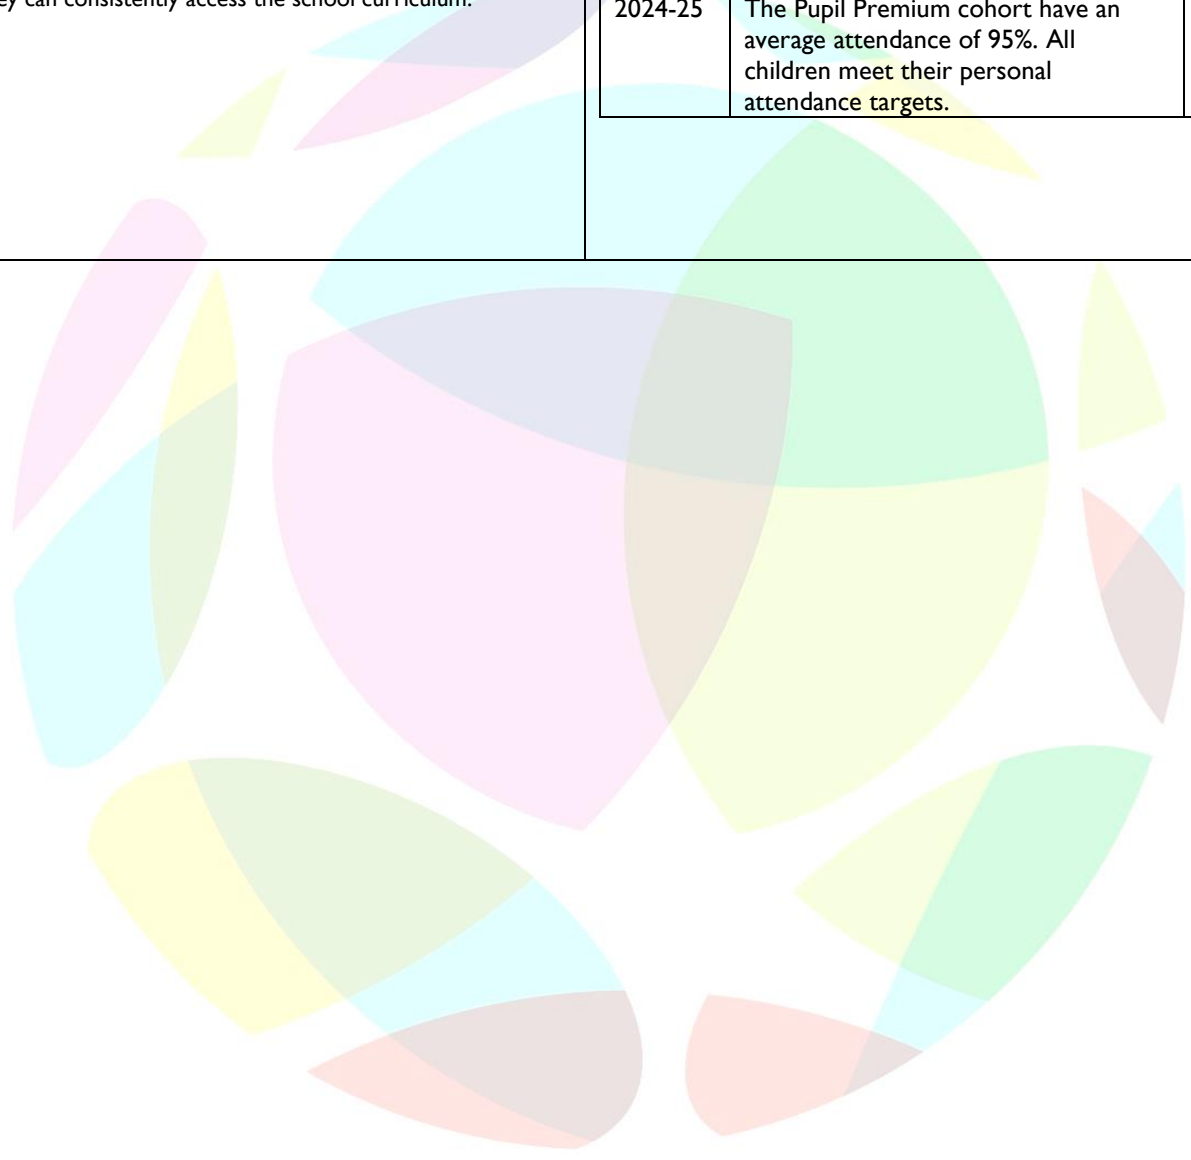 can consistently access the school curriculum.
2024-25
The Pupil Premium cohort have an
average attendance of 95%. All
children meet their personal
attendance targets.